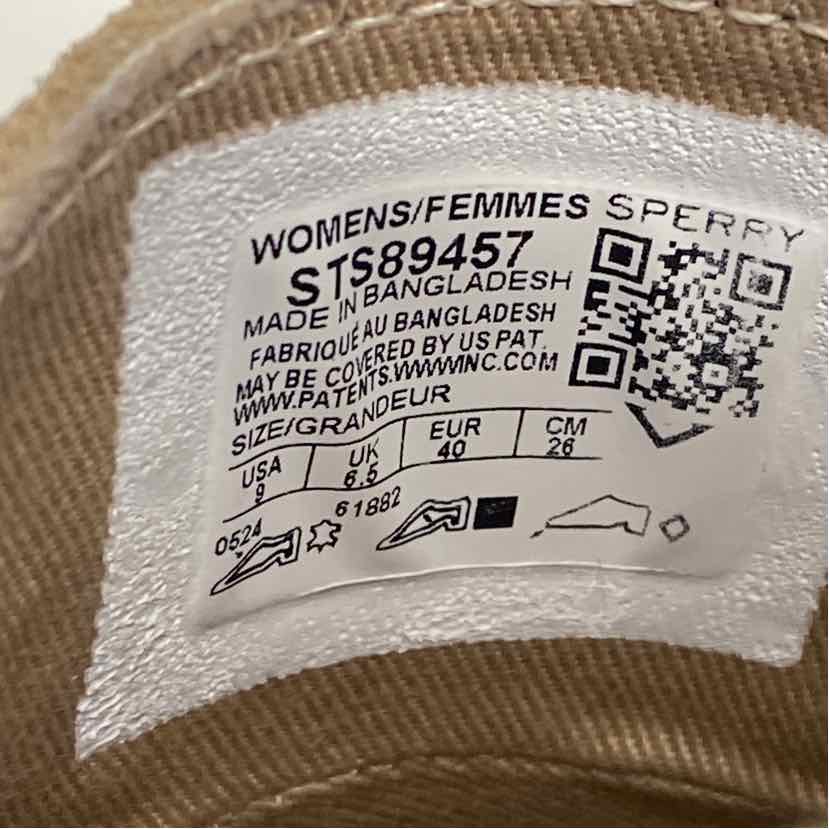 WOMENS/FEMMES SPERRY
STS89457
MADE IN BANGLADESH
FABRIQUÉ AU BANGLADESH
MAY BE COVERED BY US PAT.
WWW.PATENTS.WWWINC.COM
SIZE/GRANDEUR
USA UK EUR CM
9 6.5 40 26
0524 61882